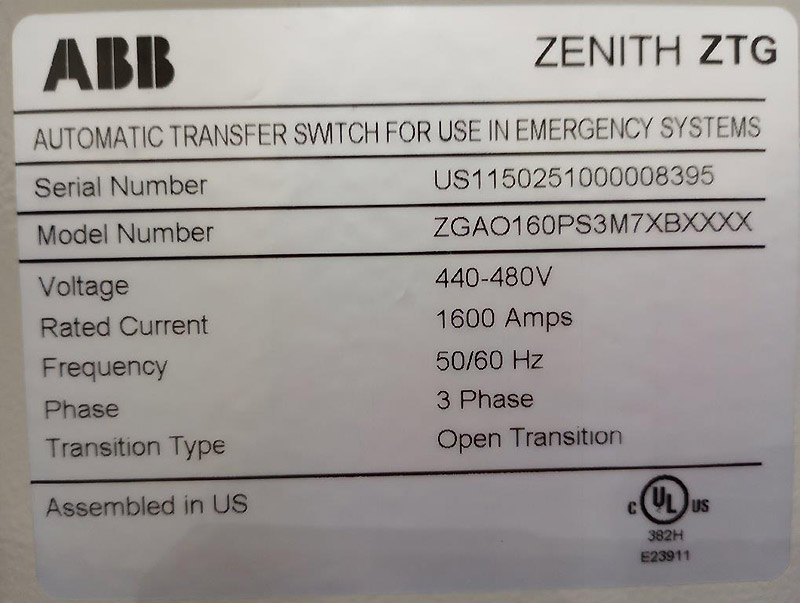 ABB ZENITH ZTG
AUTOMATIC TRANSFER SWITCH FOR USE IN EMERGENCY SYSTEMS
Serial Number US1150251000008395
Model Number ZGAO160PS3M7XBXXXX
Voltage 440-480V
Rated Current 1600 Amps
Frequency 50/60 Hz
Phase 3 Phase
Transition Type Open Transition
Assembled in US
C UL US
382H
E23911